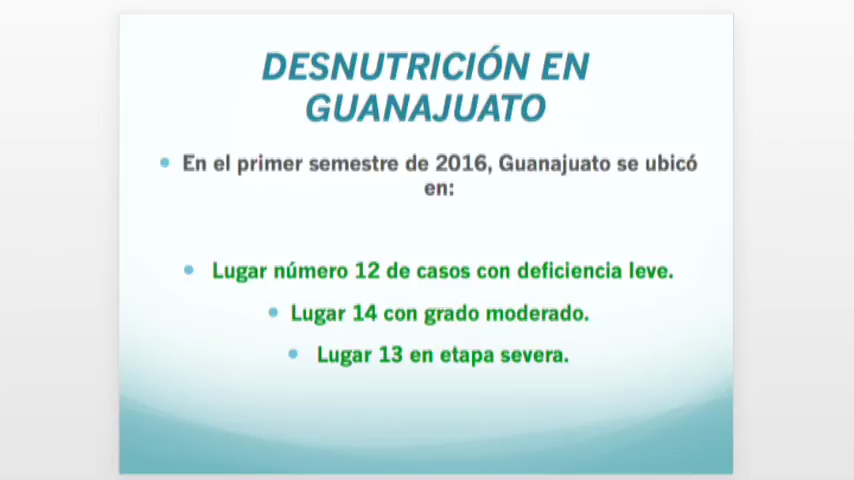 DESNUTRICIÓN EN
GUANAJUATO
• En el primer semestre de 2016, Guanajuato se ubicó
en:
• Lugar número 12 de casos con deficiencia leve.
• Lugar 14 con grado moderado.
• Lugar 13 en etapa severa.